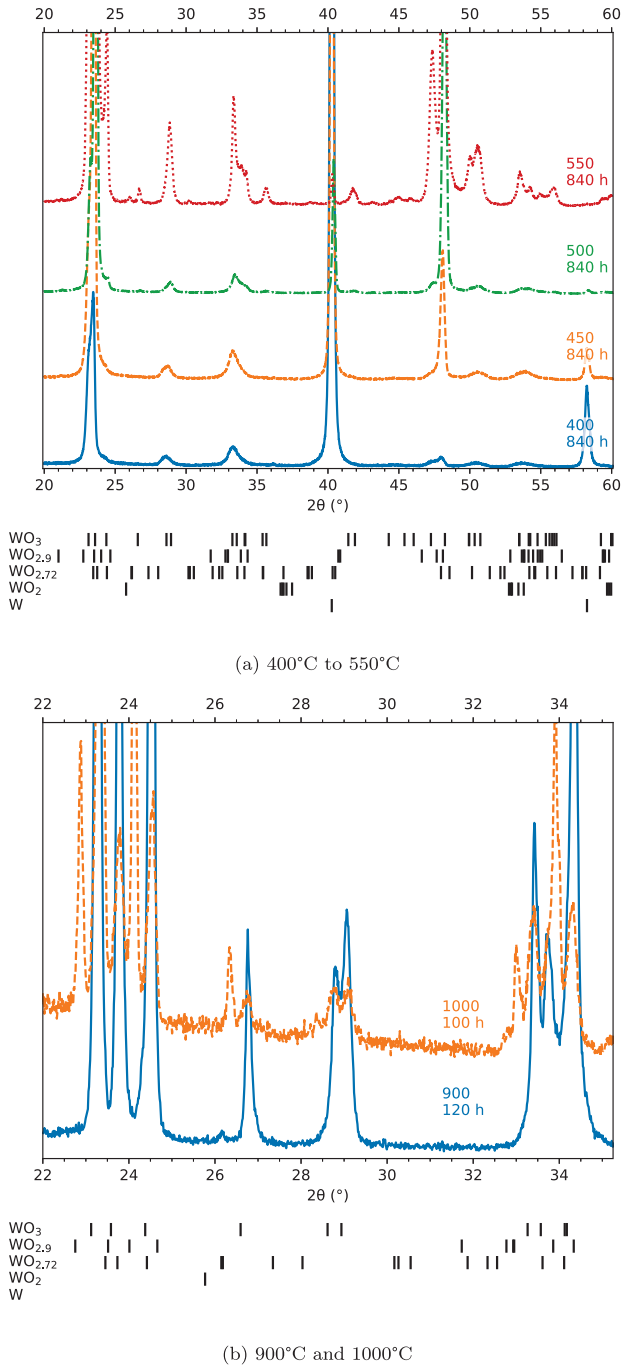 20 25 30 35 40 45 50 55 60
550
840 h
500
840 h
450
840 h
400
840 h
20 25 30 35 40 45 50 55 60
2θ (°)
WO₃
WO₂.₉
WO₂.₇₂
WO₂
W
(a) 400°C to 550°C
22 24 26 28 30 32 34
1000
100 h
900
120 h
22 24 26 28 30 32 34
2θ (°)
WO₃
WO₂.₉
WO₂.₇₂
WO₂
W
(b) 900°C and 1000°C